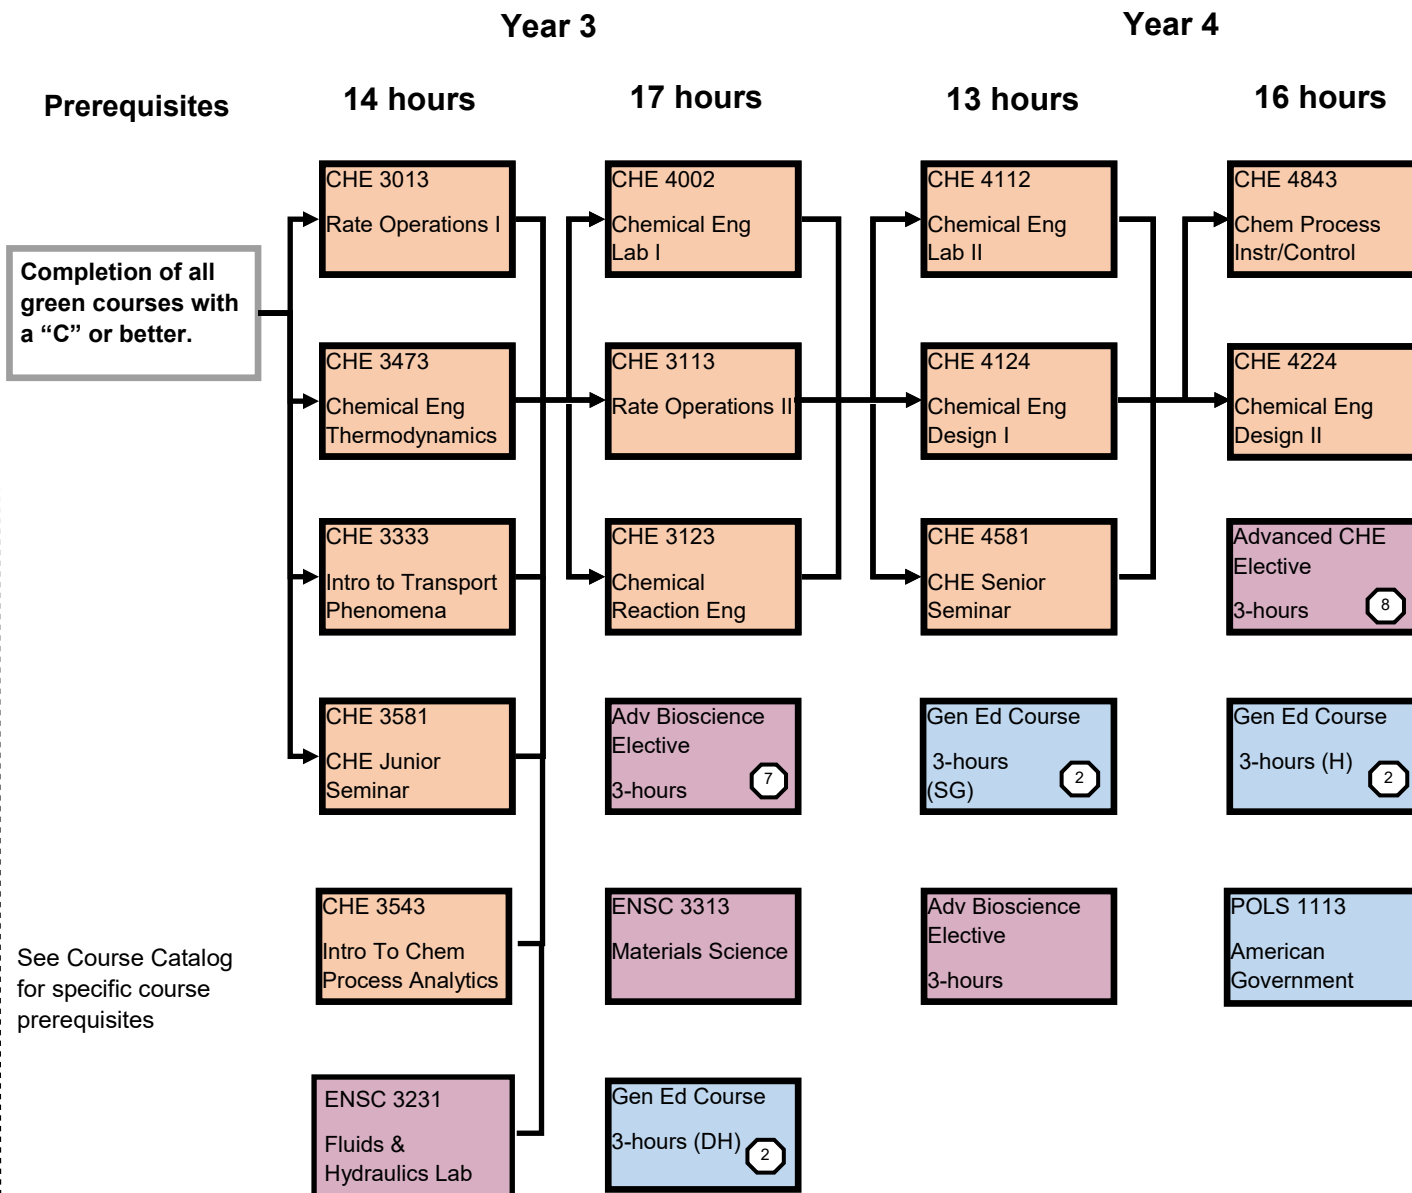 Year 3
Year 4
Prerequisites
14 hours
17 hours
13 hours
16 hours
Completion of all
green courses with
a “C” or better.
See Course Catalog
for specific course
prerequisites
CHE 3013
Rate Operations I
CHE 3473
Chemical Eng
Thermodynamics
CHE 3333
Intro to Transport
Phenomena
CHE 3581
CHE Junior
Seminar
CHE 3543
Intro To Chem
Process Analytics
ENSC 3231
Fluids &
Hydraulics Lab
CHE 4002
Chemical Eng
Lab I
CHE 3113
Rate Operations II
CHE 3123
Chemical
Reaction Eng
Adv Bioscience
Elective
3-hours
7
ENSC 3313
Materials Science
Gen Ed Course
3-hours (DH)
2
CHE 4112
Chemical Eng
Lab II
CHE 4124
Chemical Eng
Design I
CHE 4581
CHE Senior
Seminar
Gen Ed Course
3-hours
(SG)
2
Adv Bioscience
Elective
3-hours
CHE 4843
Chem Process
Instr/Control
CHE 4224
Chemical Eng
Design II
Advanced CHE
Elective
3-hours
8
Gen Ed Course
3-hours (H)
2
POLS 1113
American
Government